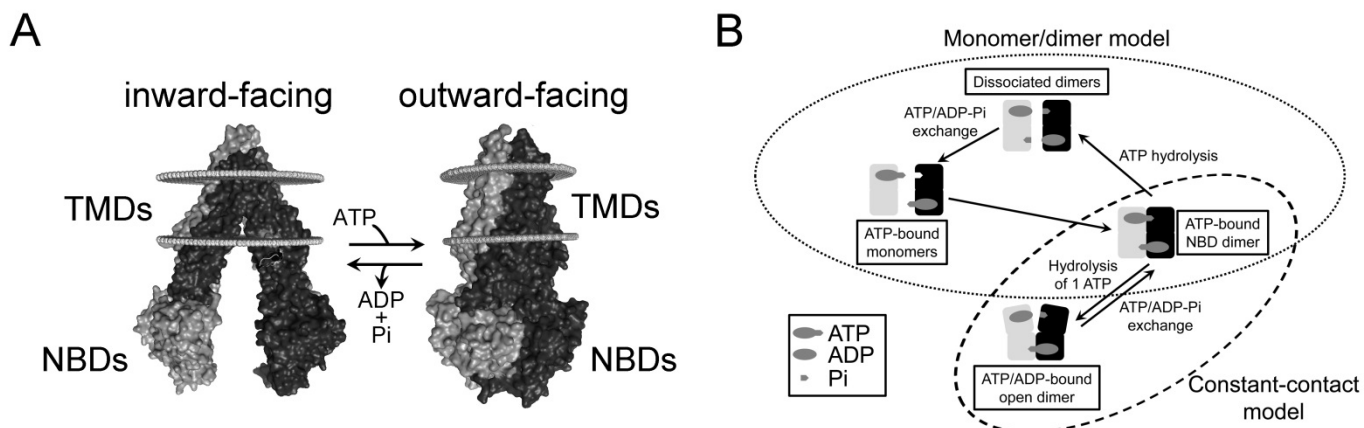 A
inward-facing
outward-facing
TMDs
ATP
TMDs
ADP
+
Pi
NBDs
NBDs
B
Monomer/dimer model
Dissociated dimers
ATP/ADP-Pi
exchange
ATP hydrolysis
ATP-bound
monomers
ATP-bound
NBD dimer
Hydrolysis
of 1 ATP
ATP/ADP-Pi
exchange
ATP
ADP
Pi
ATP/ADP-bound
open dimer
Constant-contact
model